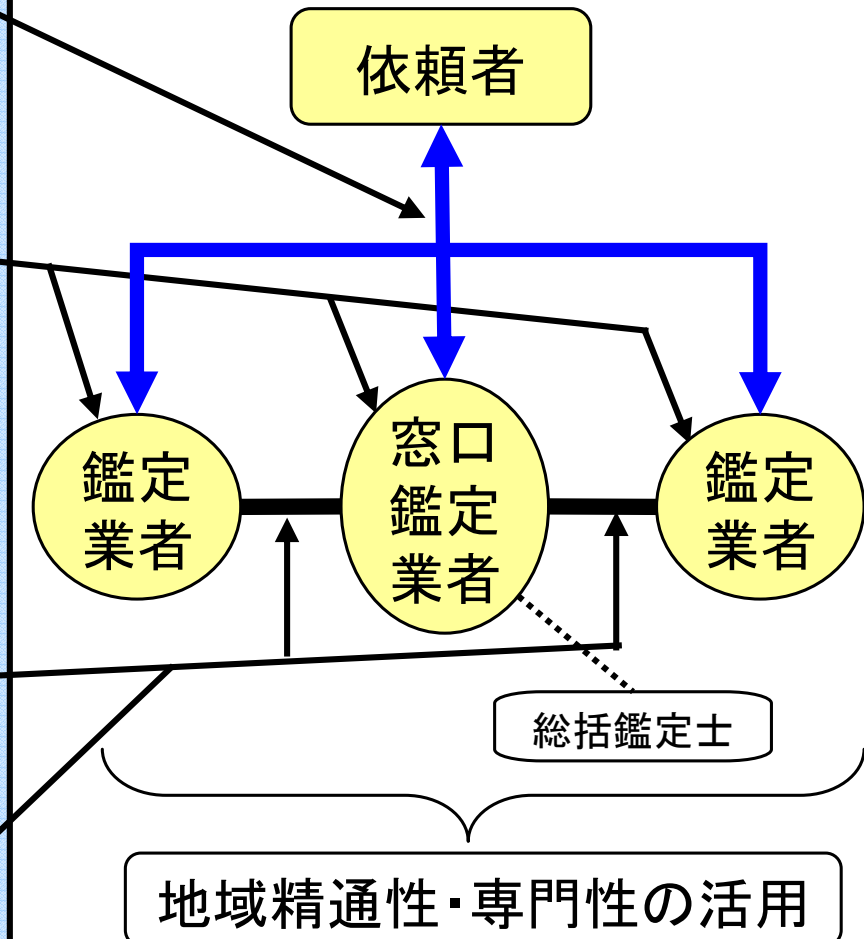 依頼者
鑑定
業者
窓口
鑑定
業者
鑑定
業者
総括鑑定士
地域精通性・専門性の活用